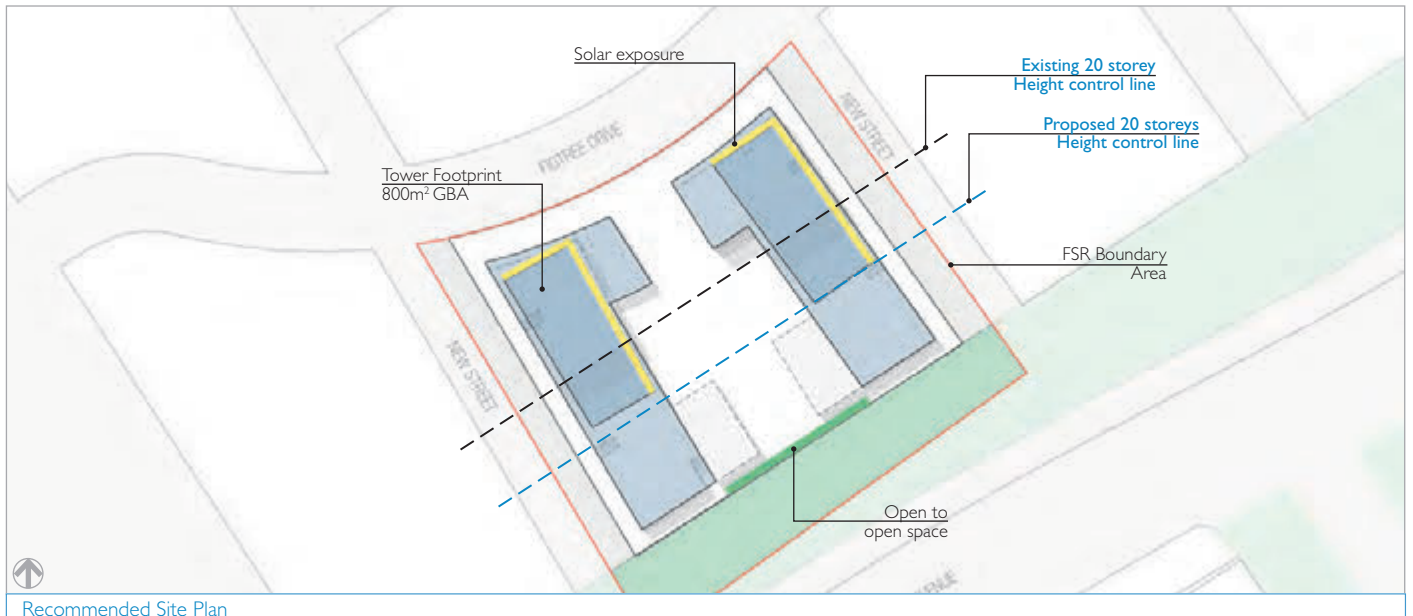 Solar exposure
Existing 20 storey
Height control line
Proposed 20 storeys
Height control line
NEW STREET
FIGTREE DRIVE
Tower Footprint
800m² GBA
FSR Boundary
Area
NEW STREET
Open to
open space
Recommended Site Plan